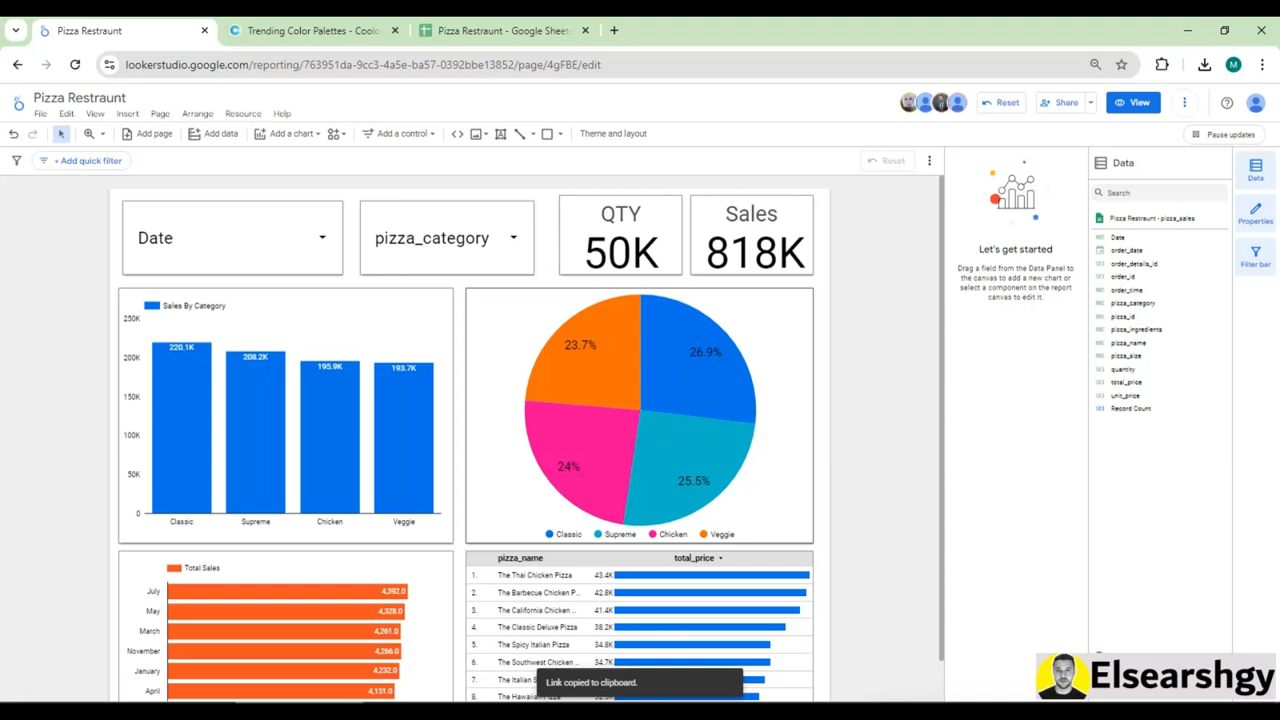 Pizza Restraunt
Trending Color Palettes - Coolo
Pizza Restraunt - Google Sheets
lookerstudio.google.com/reporting/763951da-9cc3-4a5e-ba57-0392bbe13852/page/4gFBE/edit
M
Pizza Restraunt
File Edit View Insert Page Arrange Resource Help
Reset
Share
View
Add page
Add data
Add a chart
Add a control
Theme and layout
Pause updates
+ Add quick filter
Reset
Data
Search
Data
Properties
Filter bar
Let's get started
Drag a field from the Data Panel to
the canvas to add a new chart or
select a component on the report
canvas to edit it.
Pizza Restraunt - pizza_sales
Date
order_date
order_details_id
order_id
order_time
pizza_category
pizza_id
pizza_ingredients
pizza_name
pizza_size
quantity
total_price
unit_price
Record Count
Date
pizza_category
QTY
50K
Sales
818K
Sales By Category
250K
200K
150K
100K
50K
0
220.1K
208.2K
195.9K
193.7K
Classic
Supreme
Chicken
Veggie
23.7%
26.9%
24%
25.5%
Classic Supreme Chicken Veggie
Total Sales
July 4,392.0
May 4,328.0
March 4,261.0
November 4,266.0
January 4,232.0
April 4,151.0
pizza_name total_price
1. The Thai Chicken Pizza 43.4K
2. The Barbecue Chicken P... 42.8K
3. The California Chicken ... 41.4K
4. The Classic Deluxe Pizza 38.2K
5. The Spicy Italian Pizza 34.8K
6. The Southwest Chicken ... 34.7K
7. The Italian
8. The Hawaiian
Link copied to clipboard.
Elsearshgy